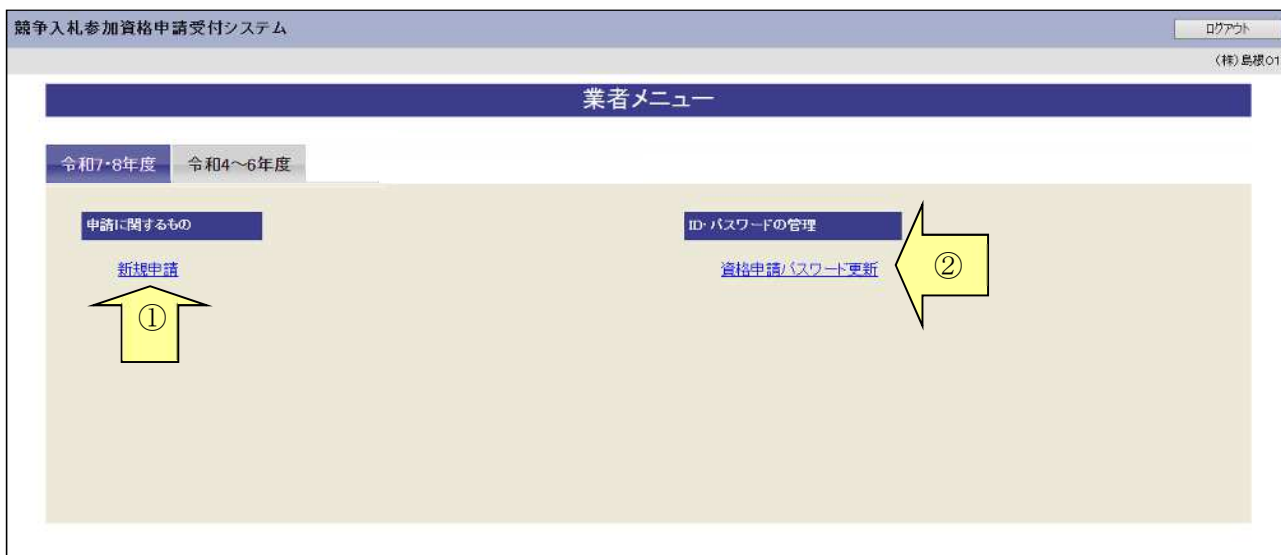 競争入札参加資格申請受付システム
ログアウト
(株)島根01
業者メニュー
令和7・8年度 令和4～6年度
申請に関するもの
ID・パスワードの管理
新規申請
資格申請パスワード更新
②
①